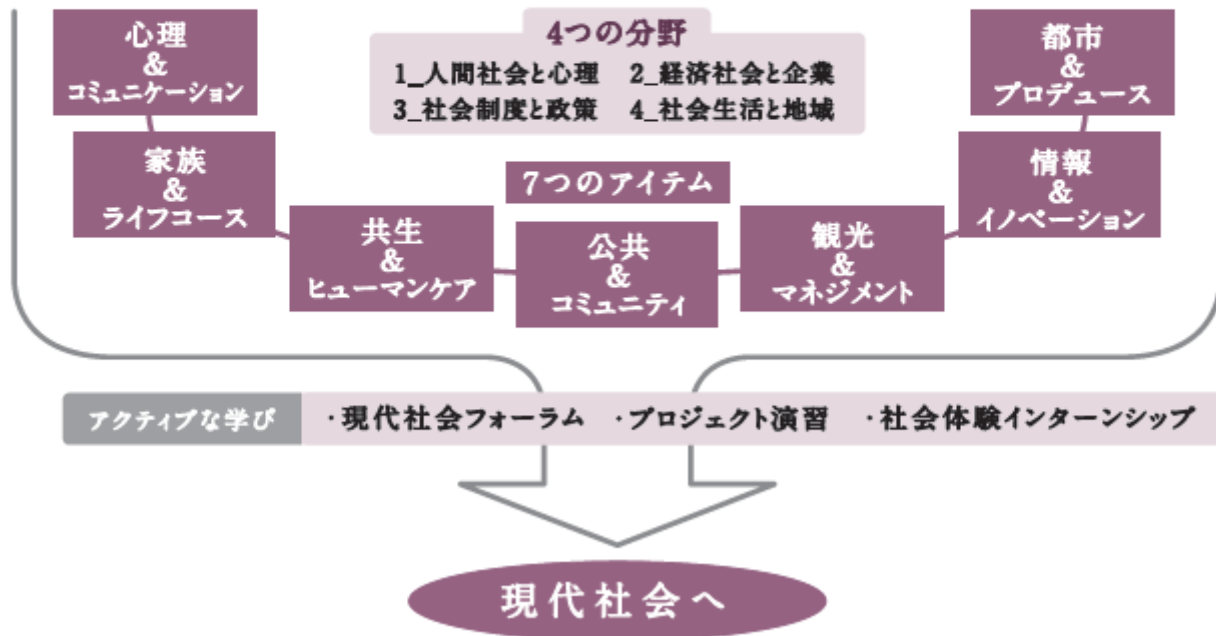 4つの分野
1_人間社会と心理 2_経済社会と企業
3_社会制度と政策 4_社会生活と地域
7つのアイテム
心理
&
コミュニケーション
家族
&
ライフコース
共生
&
ヒューマンケア
公共
&
コミュニティ
観光
&
マネジメント
情報
&
イノベーション
都市
&
プロデュース
アクティブな学び ・現代社会フォーラム ・プロジェクト演習 ・社会体験インターンシップ
現代社会へ